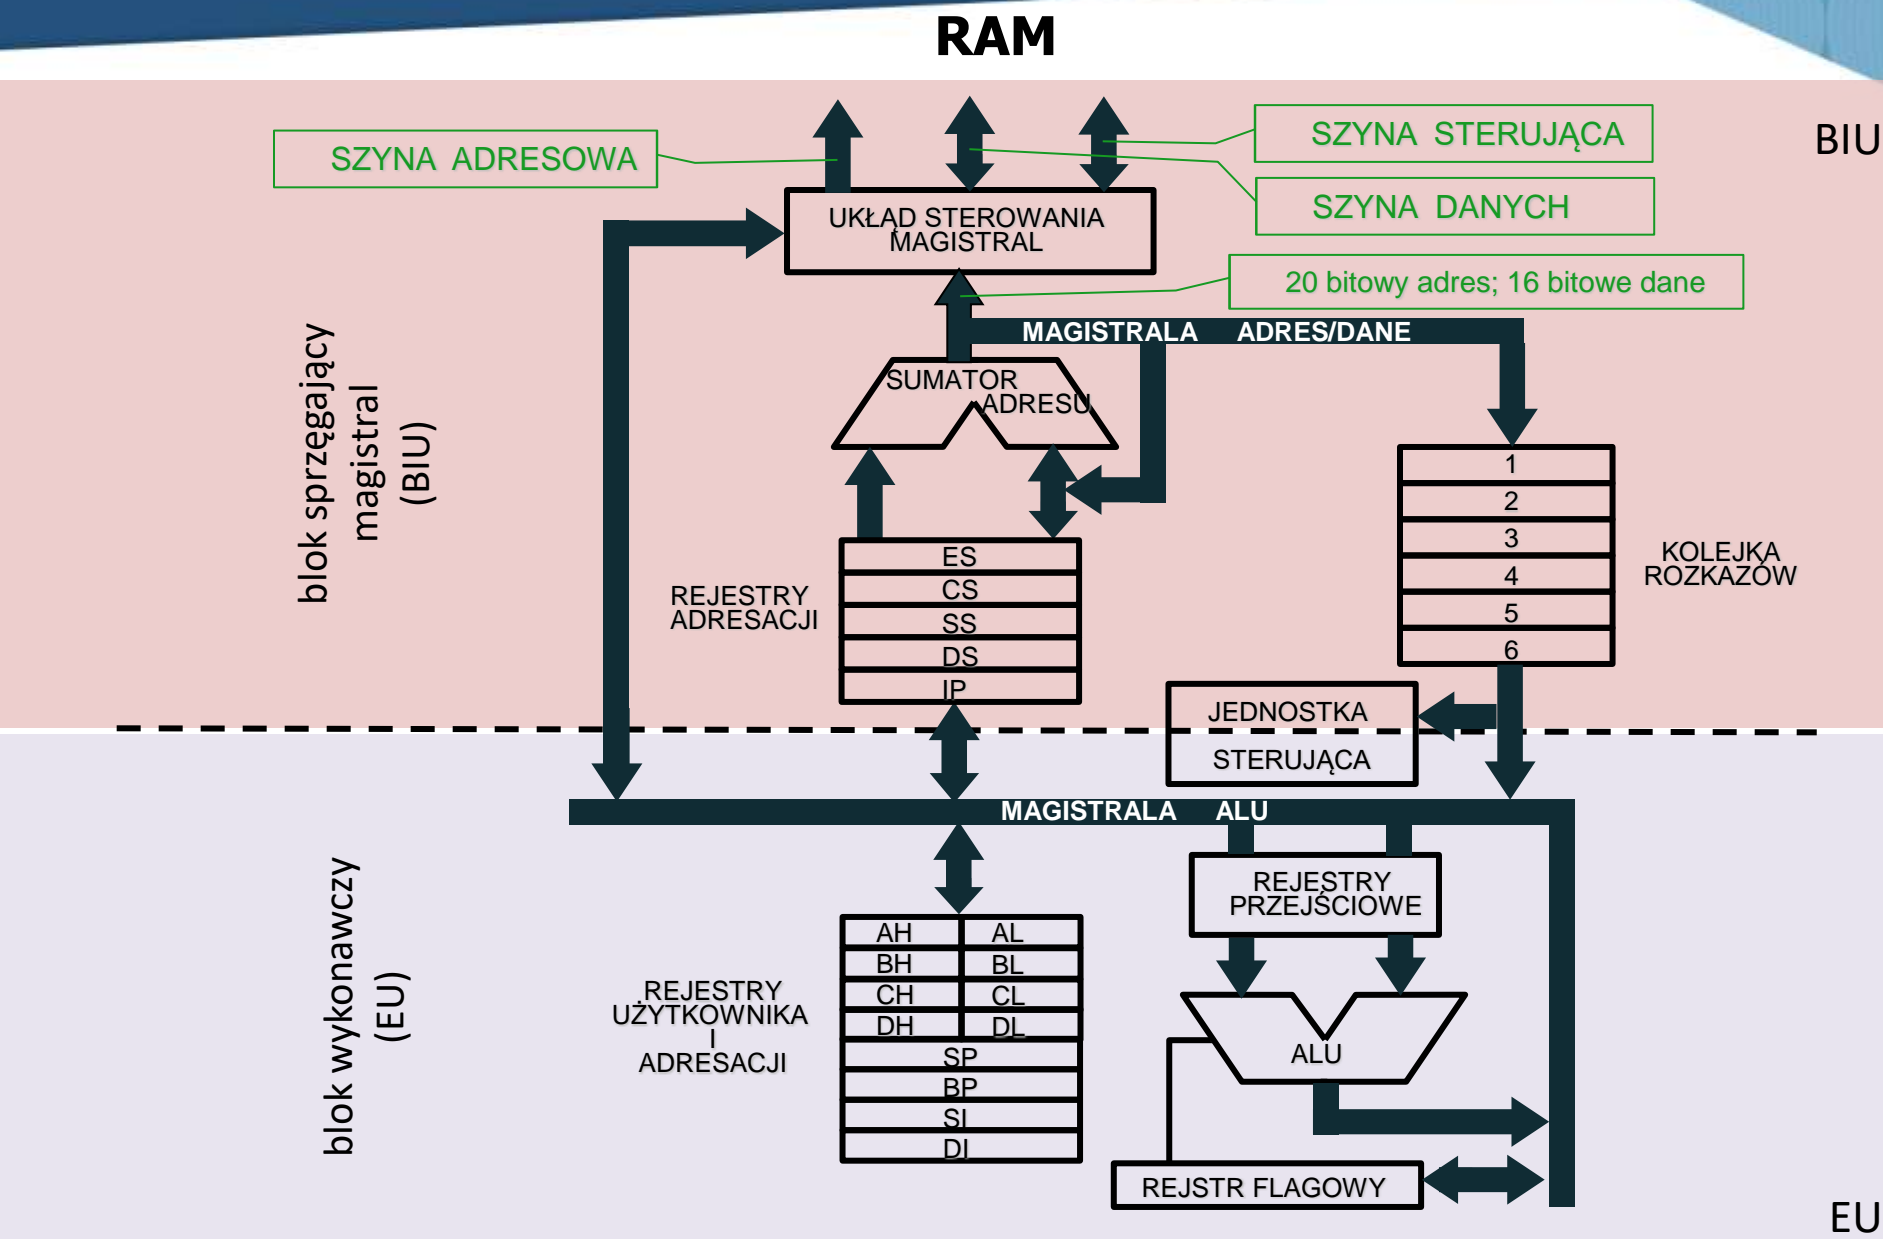 RAM
BIU
SZYNA ADRESOWA
SZYNA STERUJĄCA
SZYNA DANYCH
UKŁAD STEROWANIA
MAGISTRAL
20 bitowy adres; 16 bitowe dane
MAGISTRALA ADRES/DANE
blok sprzęgający
magistral
(BIU)
SUMATOR
ADRESU
REJESTRY
ADRESACJI
ES
CS
SS
DS
IP
1
2
3
4
5
6
KOLEJKA
ROZKAZÓW
JEDNOSTKA
STERUJĄCA
MAGISTRALA ALU
blok wykonawczy
(EU)
REJESTRY
UŻYTKOWNIKA
I
ADRESACJI
AH AL
BH BL
CH CL
DH DL
SP
BP
SI
DI
REJESTRY
PRZEJŚCIOWE
ALU
REJSTR FLAGOWY
EU